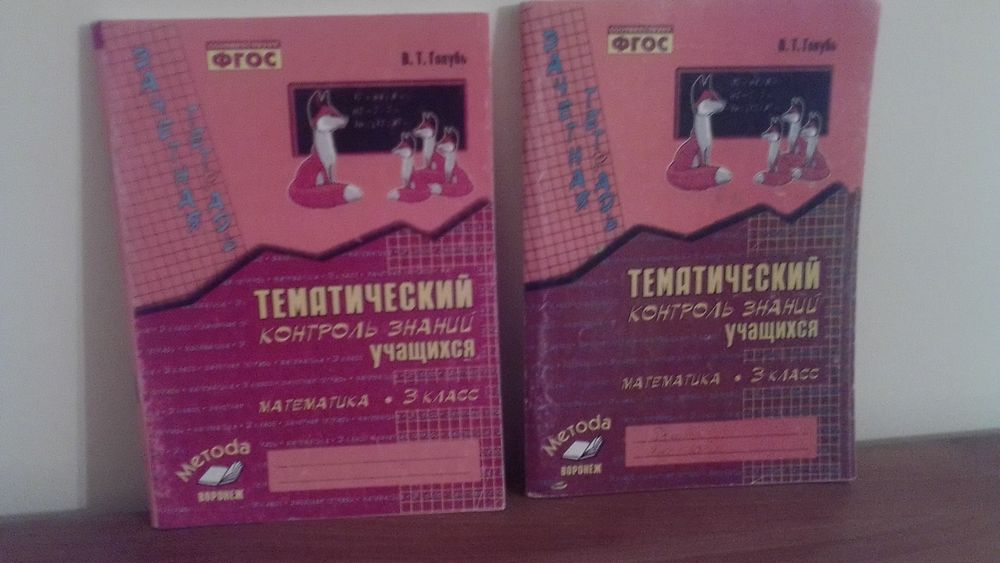 ФГОС
В. Т. Голубь
ЗАЧЕТНАЯ
ТЕТРАДЬ
ТЕМАТИЧЕСКИЙ
КОНТРОЛЬ ЗНАНИЙ
УЧАЩИХСЯ
МАТЕМАТИКА • 3 КЛАСС
Метода
ВОРОНЕЖ
ФГОС
В. Т. Голубь
ЗАЧЕТНАЯ
ТЕТРАДЬ
ТЕМАТИЧЕСКИЙ
КОНТРОЛЬ ЗНАНИЙ
УЧАЩИХСЯ
МАТЕМАТИКА • 3 КЛАСС
Метода
ВОРОНЕЖ